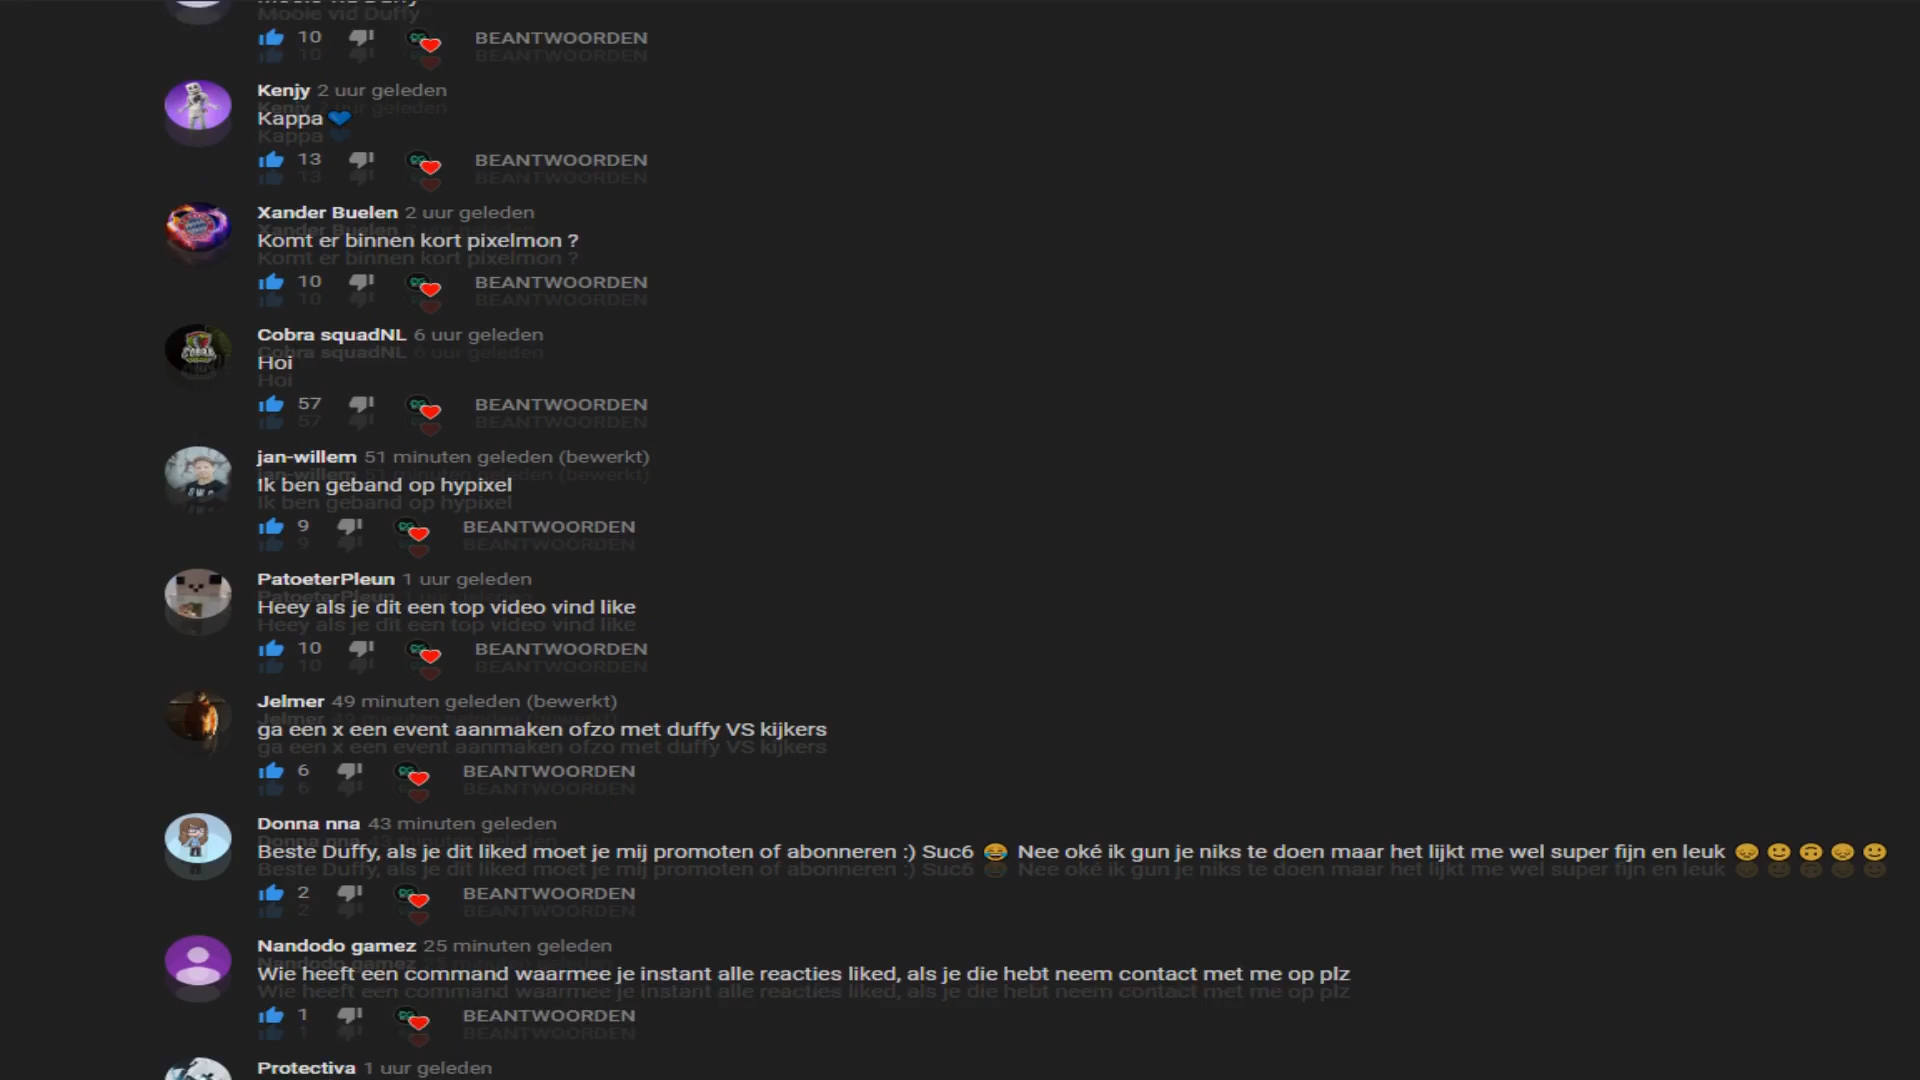 Mooie vid Duffy
10 BEANTWOORDEN
Kenjy 2 uur geleden
Kappa 💙
13 BEANTWOORDEN
Xander Buelen 2 uur geleden
Komt er binnen kort pixelmon ?
10 BEANTWOORDEN
Cobra squadNL 6 uur geleden
Hoi
57 BEANTWOORDEN
jan-willem 51 minuten geleden (bewerkt)
Ik ben geband op hypixel
9 BEANTWOORDEN
PatoeterPleun 1 uur geleden
Heey als je dit een top video vind like
10 BEANTWOORDEN
Jelmer 49 minuten geleden (bewerkt)
ga een x een event aanmaken ofzo met duffy VS kijkers
6 BEANTWOORDEN
Donna nna 43 minuten geleden
Beste Duffy, als je dit liked moet je mij promoten of abonneren :) Suc6 😂 Nee oké ik gun je niks te doen maar het lijkt me wel super fijn en leuk 😞🙂🙃😞🙂
2 BEANTWOORDEN
Nandodo gamez 25 minuten geleden
Wie heeft een command waarmee je instant alle reacties liked, als je die hebt neem contact met me op plz
1 BEANTWOORDEN
Protectiva 1 uur geleden